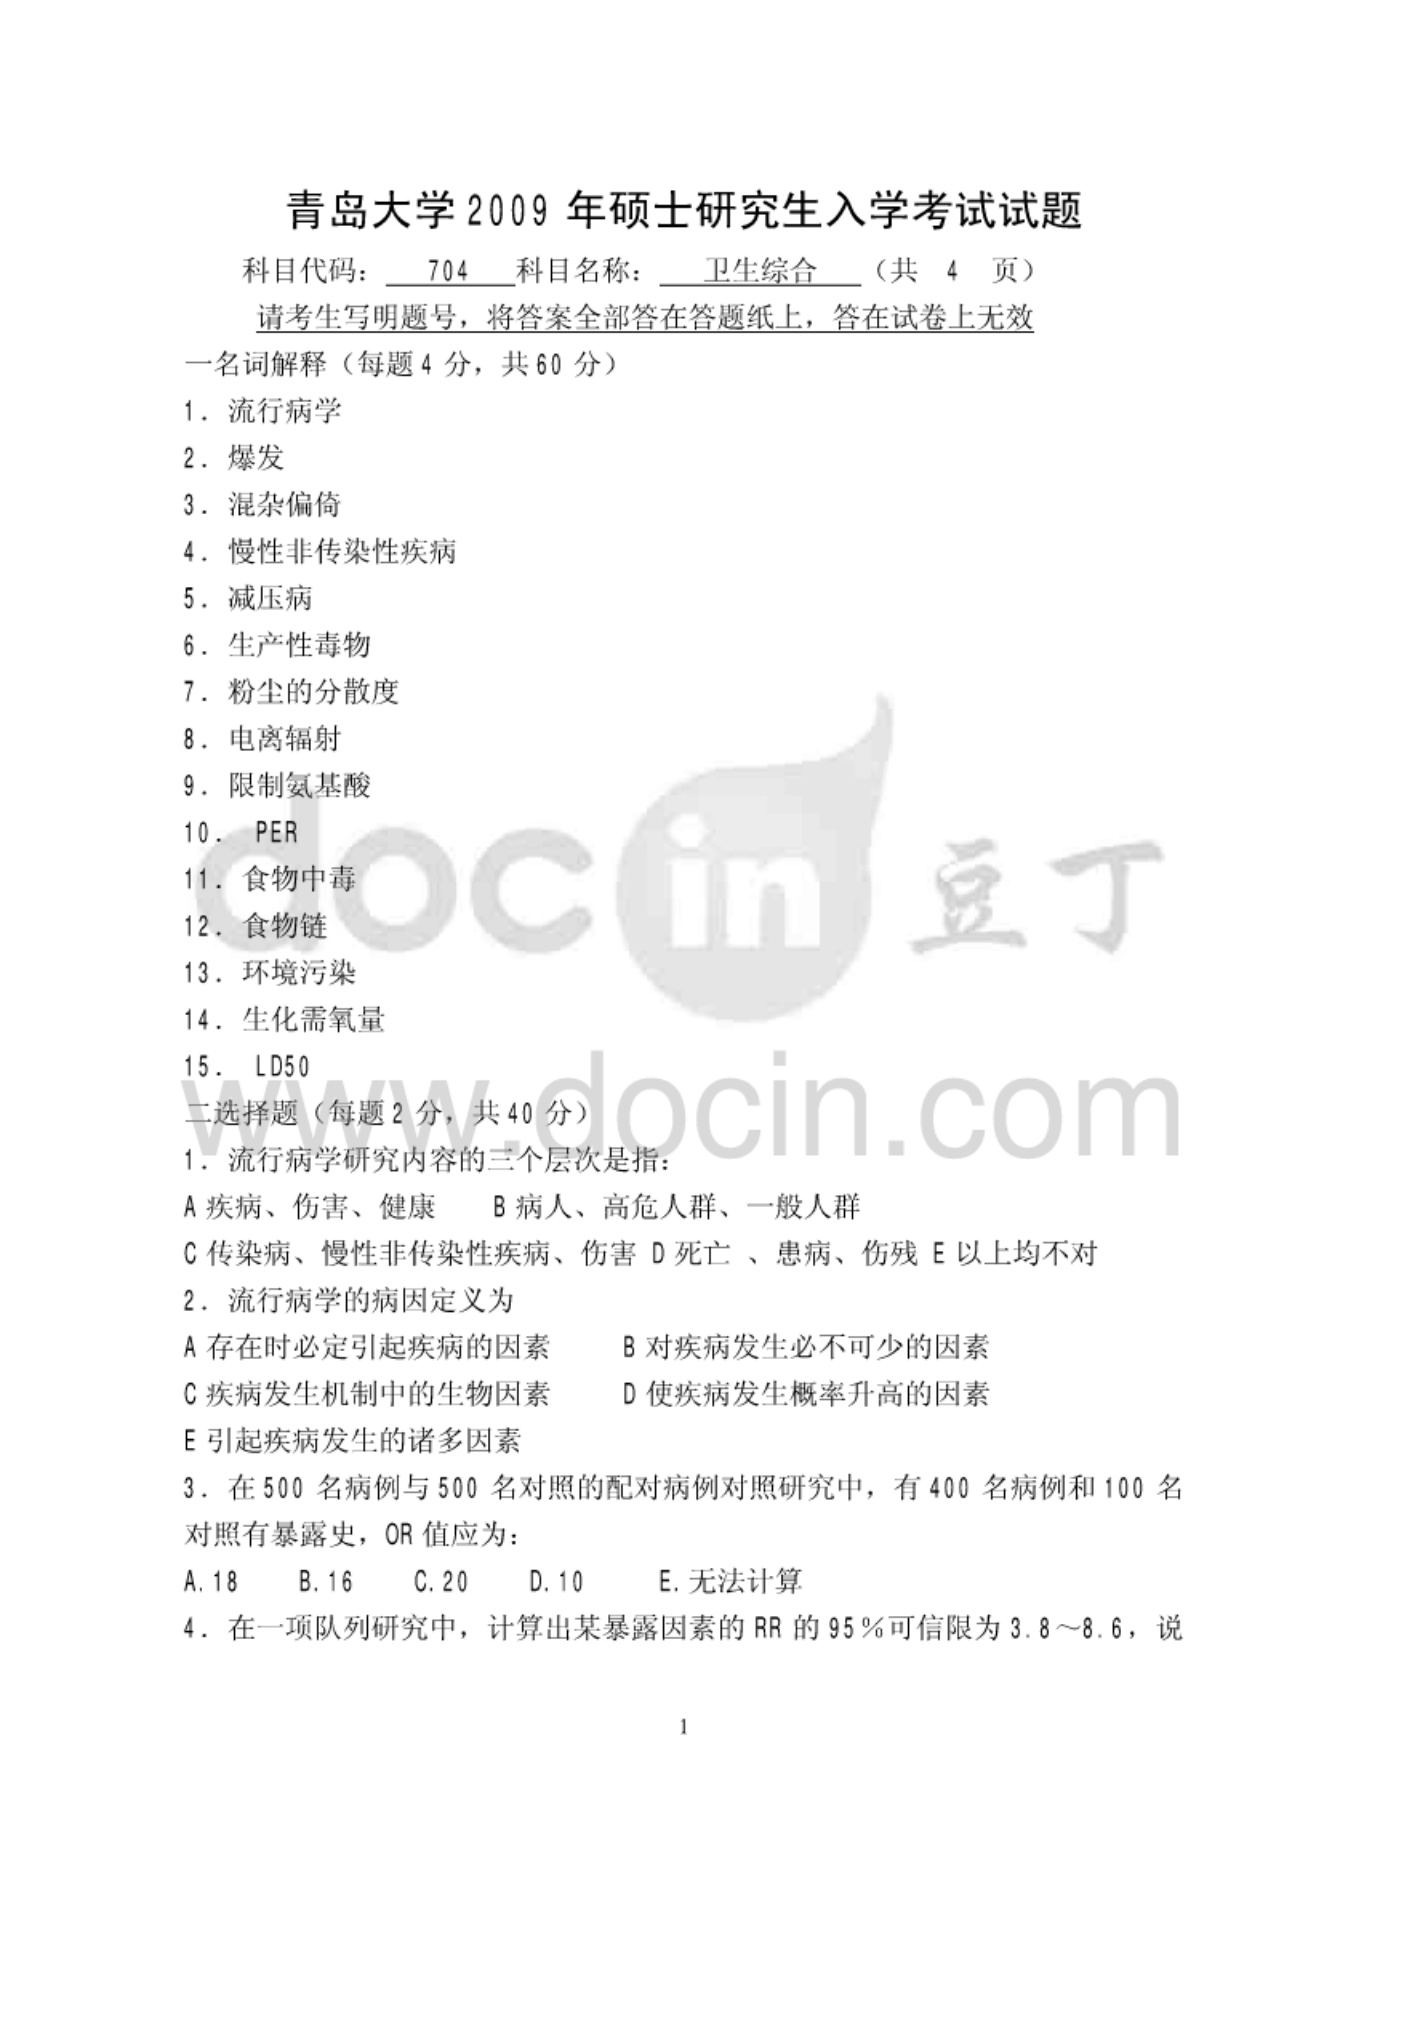 青岛大学2009 年硕士研究生入学考试试题
科目代码： 704 科目名称： 卫生综合 （共 4 页）
请考生写明题号，将答案全部答在答题纸上，答在试卷上无效
一名词解释（每题4 分，共60 分）
1. 流行病学
2. 爆发
3. 混杂偏倚
4. 慢性非传染性疾病
5. 减压病
6. 生产性毒物
7. 粉尘的分散度
8. 电离辐射
9. 限制氨基酸
10. PER
11. 食物中毒
12. 食物链
13. 环境污染
14. 生化需氧量
15. LD50
二选择题（每题2 分，共40 分）
1. 流行病学研究内容的三个层次是指：
A 疾病、伤害、健康 B 病人、高危人群、一般人群
C 传染病、慢性非传染性疾病、伤害 D 死亡 、患病、伤残 E 以上均不对
2. 流行病学的病因定义为
A 存在时必定引起疾病的因素 B 对疾病发生必不可少的因素
C 疾病发生机制中的生物因素 D 使疾病发生概率升高的因素
E 引起疾病发生的诸多因素
3. 在500 名病例与500 名对照的配对病例对照研究中，有400 名病例和100 名
对照有暴露史，OR 值应为：
A.18 B.16 C.20 D.10 E.无法计算
4. 在一项队列研究中，计算出某暴露因素的 RR 的 95%可信限为 3.8～8.6，说
1
docin 豆丁
www.docin.com